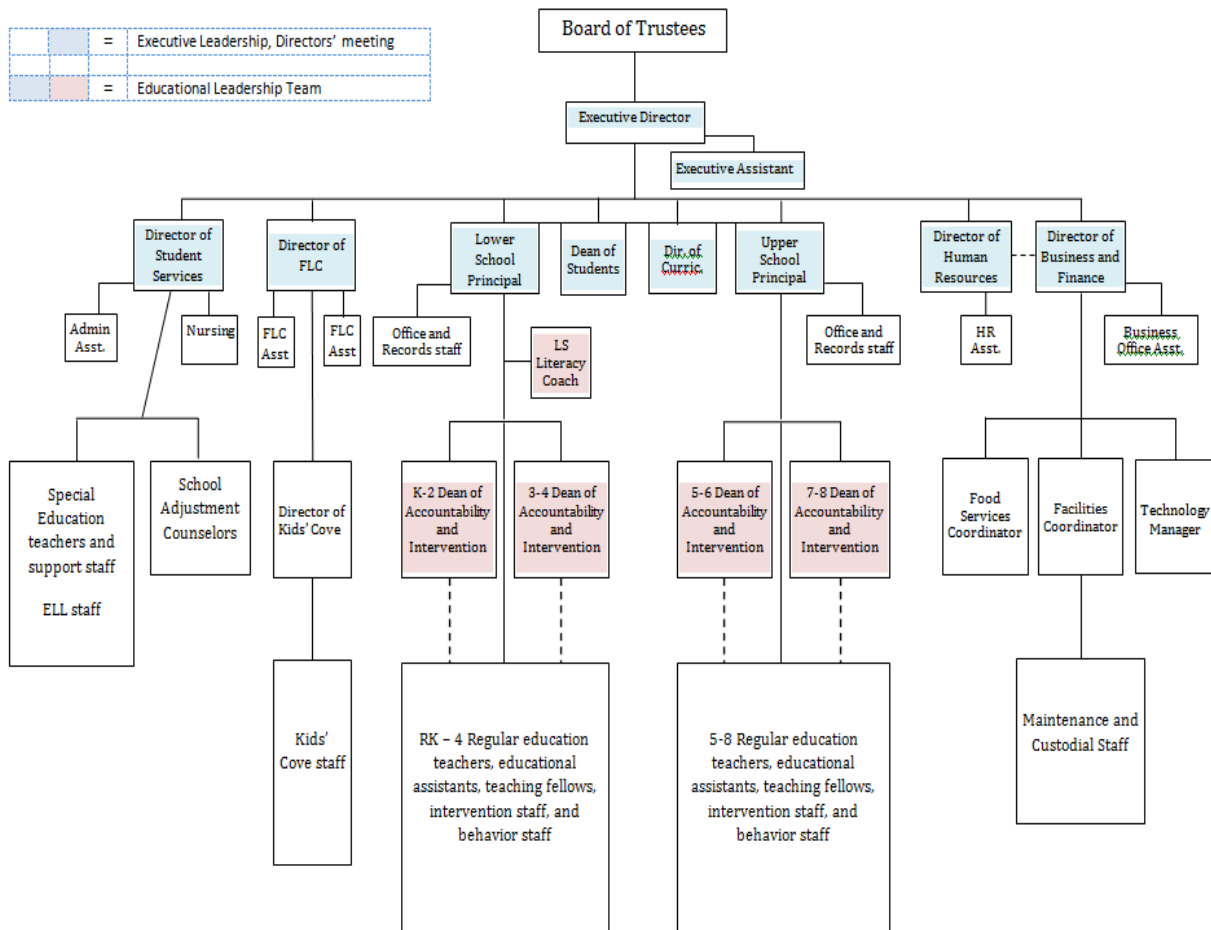 Board of Trustees
= Executive Leadership, Directors’ meeting
= Educational Leadership Team
Executive Director
Executive Assistant
Director of
Student
Services
Director of
FLC
Lower
School
Principal
Dean of
Students
Dir. of
Curric.
Upper
School
Principal
Director of
Human
Resources
Director of
Business and
Finance
Admin
Asst.
Nursing
FLC
Asst
FLC
Asst
Office and
Records staff
LS
Literacy
Coach
Office and
Records staff
HR
Asst.
Business
Office Asst.
Special
Education
teachers and
support staff
ELL staff
School
Adjustment
Counselors
Director of
Kids’ Cove
K-2 Dean of
Accountability
and
Intervention
3-4 Dean of
Accountability
and
Intervention
5-6 Dean of
Accountability
and
Intervention
7-8 Dean of
Accountability
and
Intervention
Food
Services
Coordinator
Facilities
Coordinator
Technology
Manager
Kids’
Cove staff
RK – 4 Regular education
teachers, educational
assistants, teaching fellows,
intervention staff, and
behavior staff
5-8 Regular education
teachers, educational
assistants, teaching fellows,
intervention staff, and
behavior staff
Maintenance and
Custodial Staff